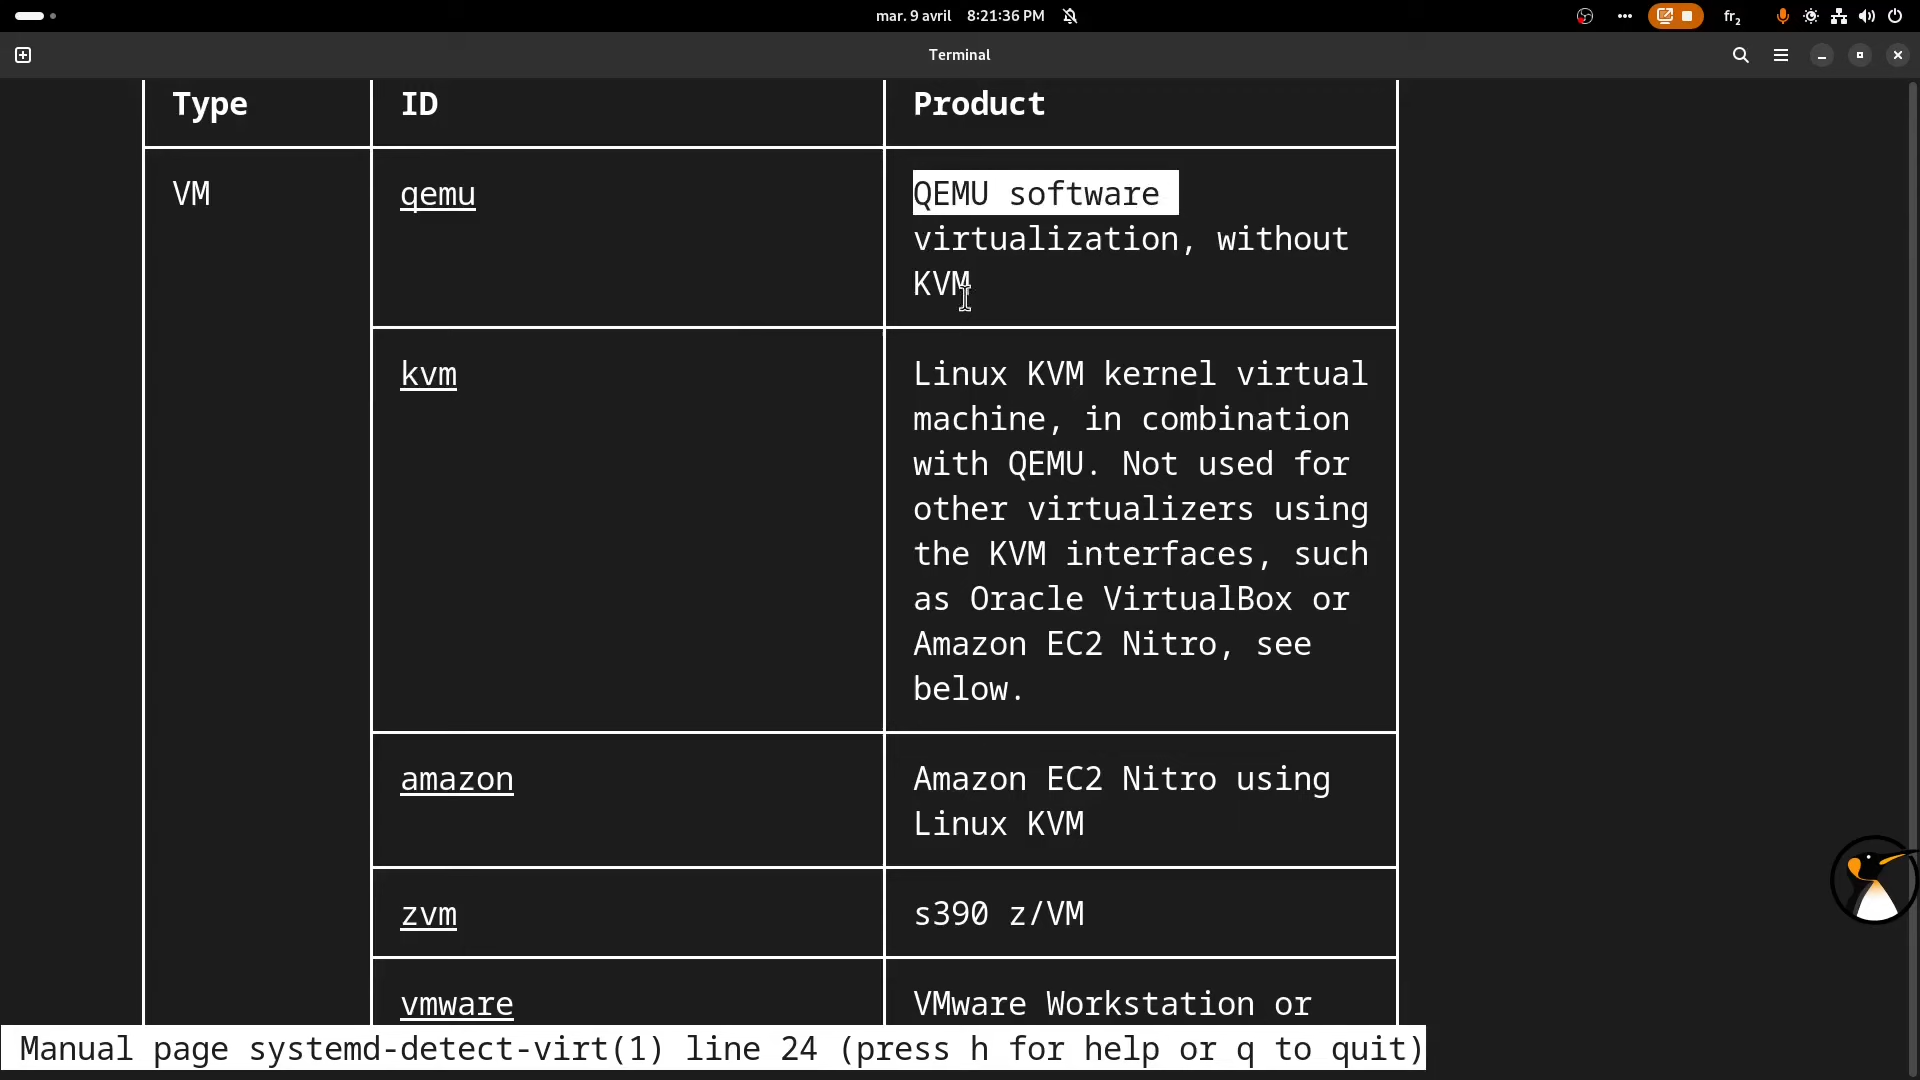 mar. 9 avril 8:21:36 PM
fr2
Terminal
Type ID Product
VM qemu QEMU software
virtualization, without
KVM
kvm Linux KVM kernel virtual
machine, in combination
with QEMU. Not used for
other virtualizers using
the KVM interfaces, such
as Oracle VirtualBox or
Amazon EC2 Nitro, see
below.
amazon Amazon EC2 Nitro using
Linux KVM
zvm s390 z/VM
vmware VMware Workstation or
Manual page systemd-detect-virt(1) line 24 (press h for help or q to quit)